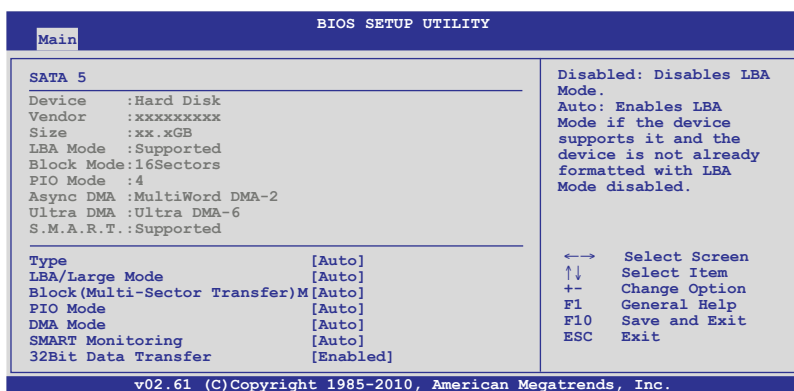 BIOS SETUP UTILITY
Main
SATA 5
Device :Hard Disk
Vendor :xxxxxxxxx
Size :xx.xGB
LBA Mode :Supported
Block Mode:16Sectors
PIO Mode :4
Async DMA :MultiWord DMA-2
Ultra DMA :Ultra DMA-6
S.M.A.R.T.:Supported
Type [Auto]
LBA/Large Mode [Auto]
Block(Multi-Sector Transfer)M[Auto]
PIO Mode [Auto]
DMA Mode [Auto]
SMART Monitoring [Auto]
32Bit Data Transfer [Enabled]
Disabled: Disables LBA
Mode.
Auto: Enables LBA
Mode if the device
supports it and the
device is not already
formatted with LBA
Mode disabled.
←→ Select Screen
↑↓ Select Item
+- Change Option
F1 General Help
F10 Save and Exit
ESC Exit
v02.61 (C)Copyright 1985-2010, American Megatrends, Inc.